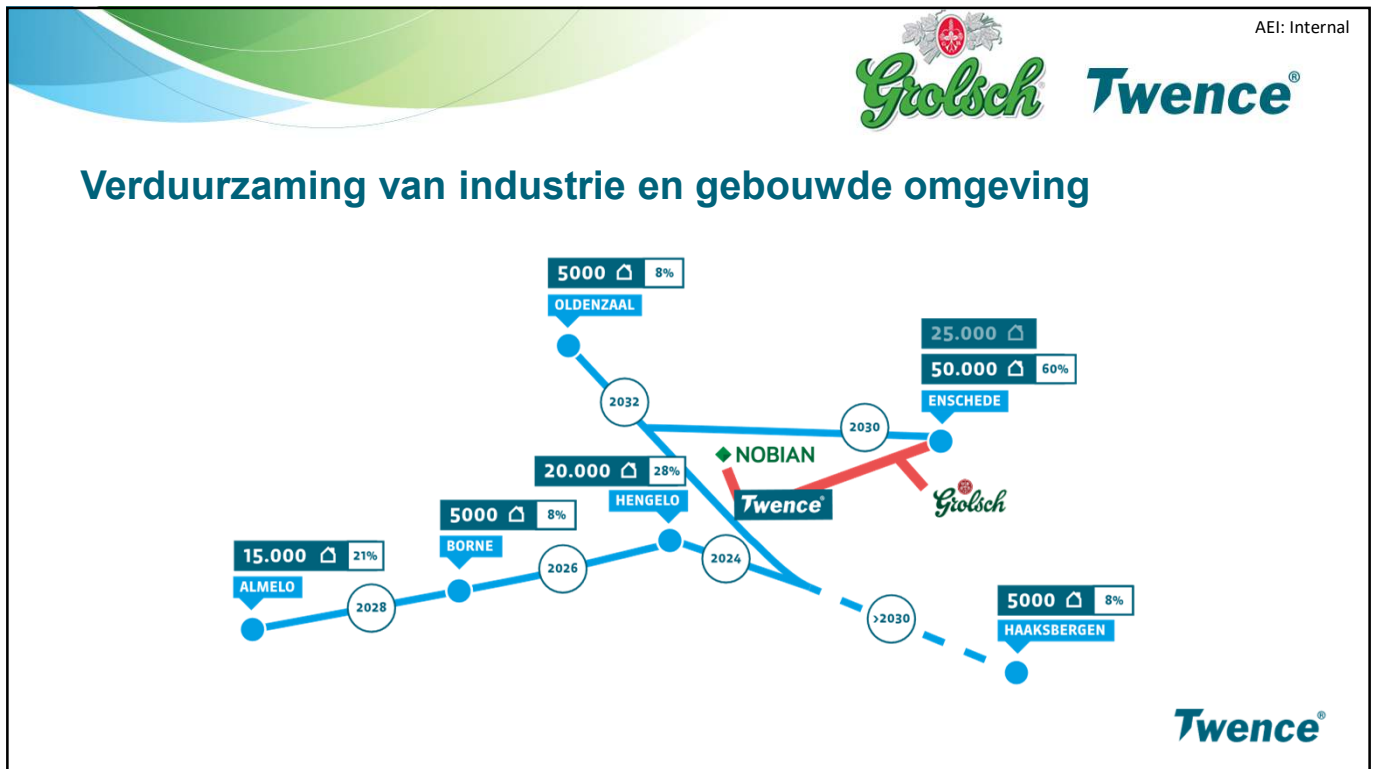 AEI: Internal
Grolsch
Twence®
Verduurzaming van industrie en gebouwde omgeving
5000 8%
OLDENZAAL
25.000
50.000 60%
ENSCHEDE
2032
2030
NOBIAN
20.000 28%
HENGELO
Twence®
Grolsch
5000 8%
BORNE
15.000 21%
ALMELO
2024
2026
2028
>2030
5000 8%
HAAKSBERGEN
Twence®